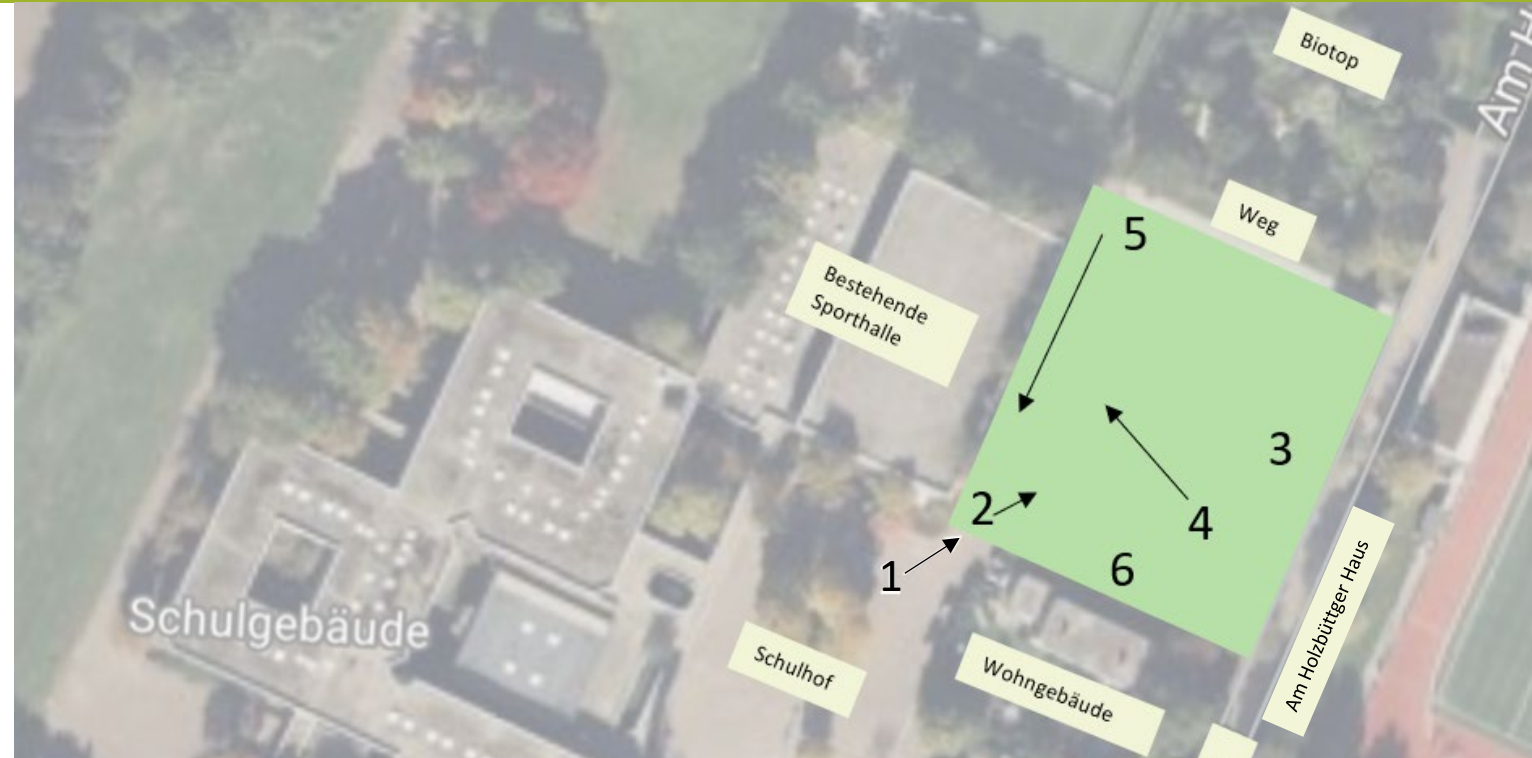 Biotop
Am H
Weg
5
Bestehende
Sporthalle
3
2
4
1
6
Schulgebäude
Schulhof
Wohngebäude
Am Holzbüttger Haus